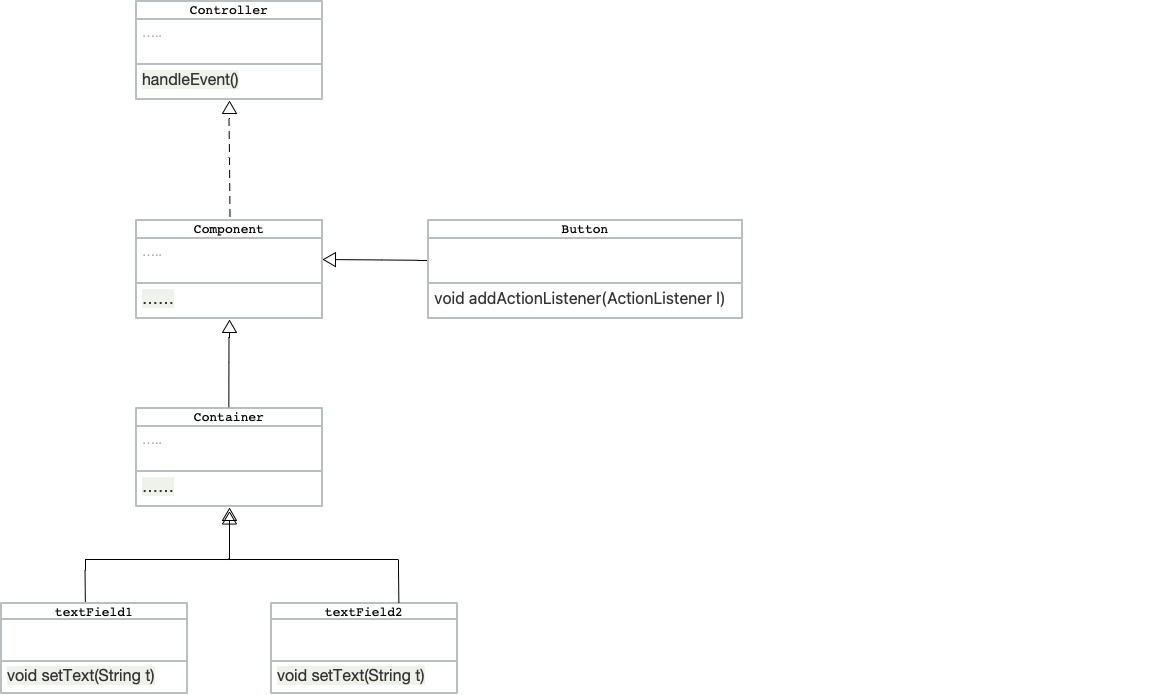 Controller
.....
handleEvent()
Component
.....
......
Button
void addActionListener(ActionListener l)
Container
.....
......
textField1
void setText(String t)
textField2
void setText(String t)